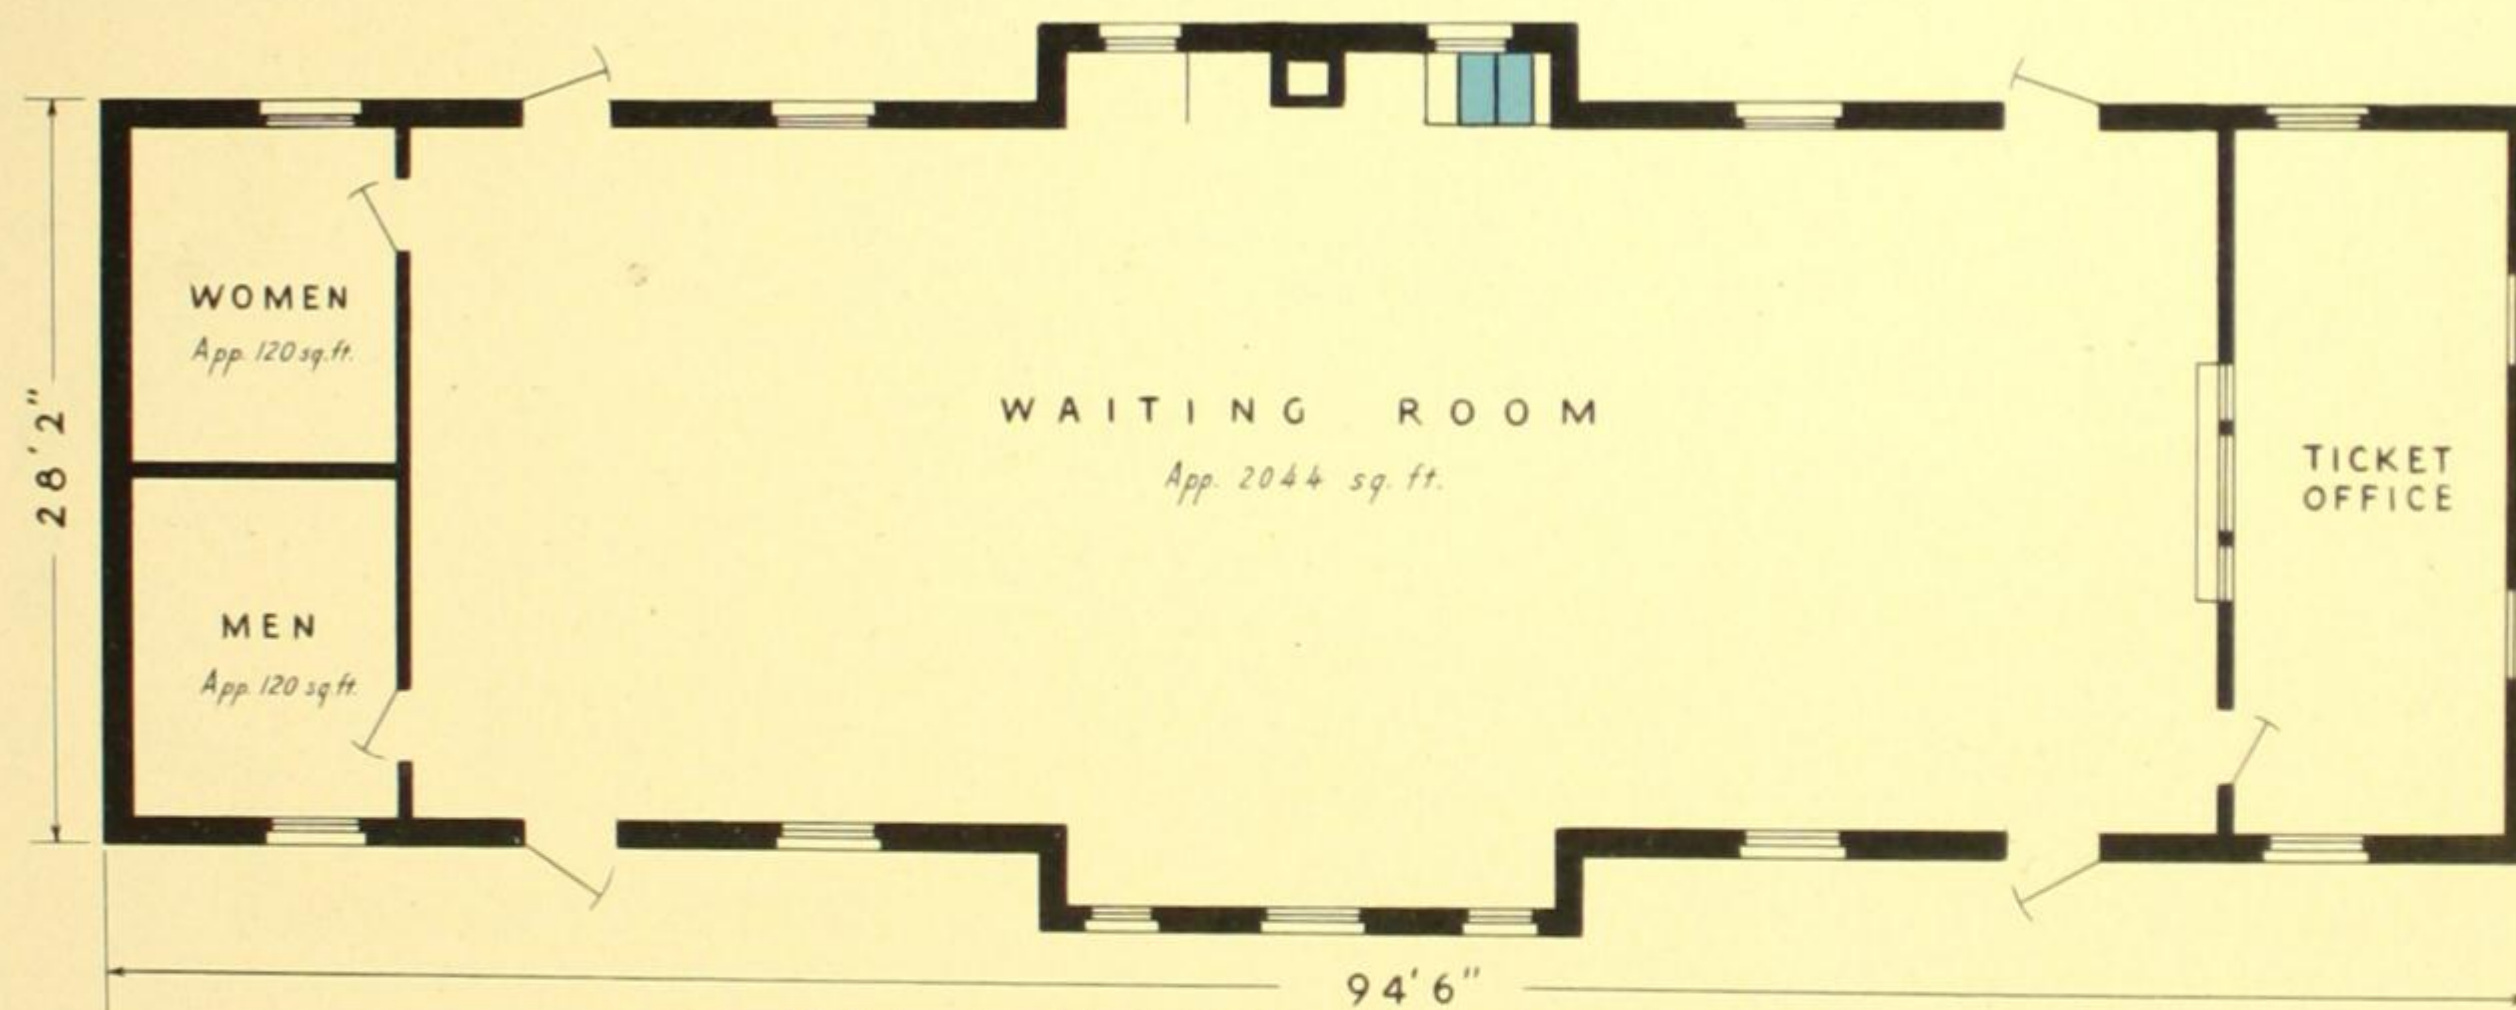 WOMEN
App. 120 sq. ft.
MEN
App. 120 sq. ft.
28'2"
WAITING ROOM
App. 2044 sq. ft.
TICKET
OFFICE
94'6"